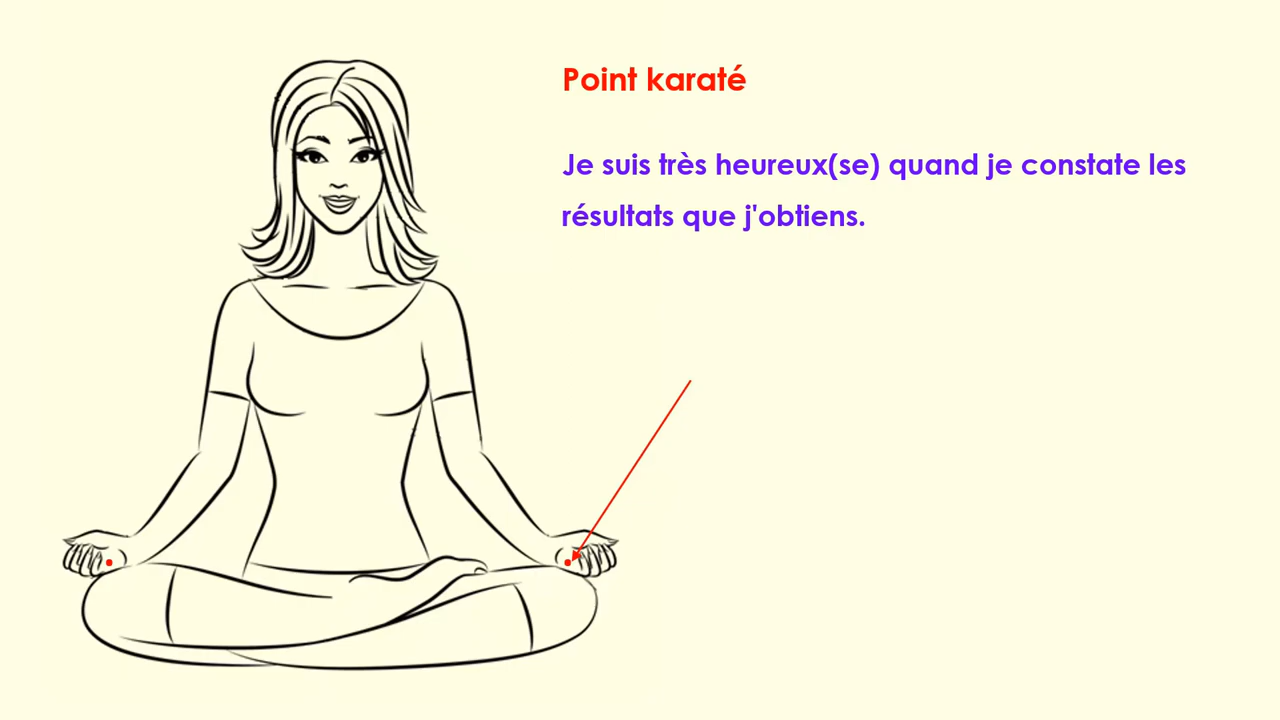 Point karaté
Je suis très heureux(se) quand je constate les
résultats que j'obtiens.